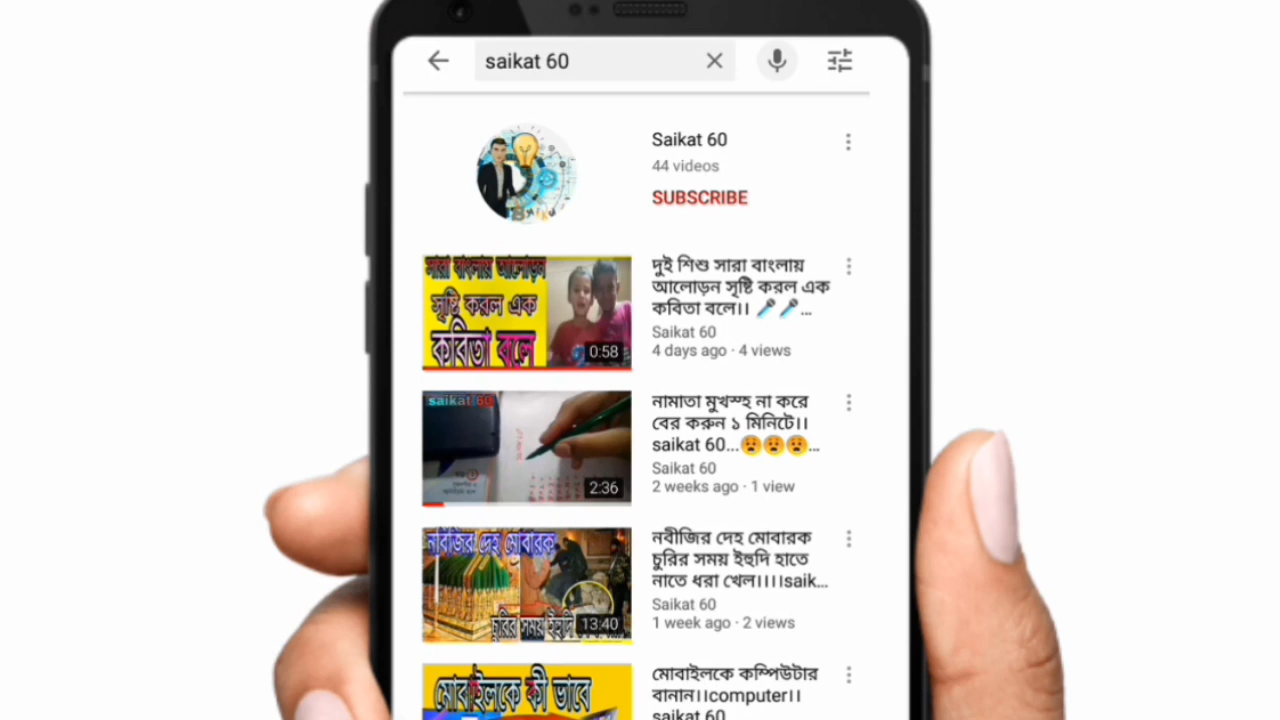 saikat 60
Saikat 60
44 videos
SUBSCRIBE
সারা বাংলায় আলোড়ন
সৃষ্টি করল এক
কবিতা বলে
0:58
দুই শিশু সারা বাংলায়
আলোড়ন সৃষ্টি করল এক
কবিতা বলে।। 🎤🎤...
Saikat 60
4 days ago · 4 views
saikat 60
2:36
নামাতা মুখস্হ না করে
বের করুন ১ মিনিটে।।
saikat 60...😧😧😧...
Saikat 60
2 weeks ago · 1 view
নবিজির দেহ মোবারক
চুরির সময় ইহুদি
13:40
নবীজির দেহ মোবারক
চুরির সময় ইহুদি হাতে
নাতে ধরা খেল।।।।saik...
Saikat 60
1 week ago · 2 views
মোবাইলকে কী ভাবে
মোবাইলকে কম্পিউটার
বানান।।computer।।
saikat 60